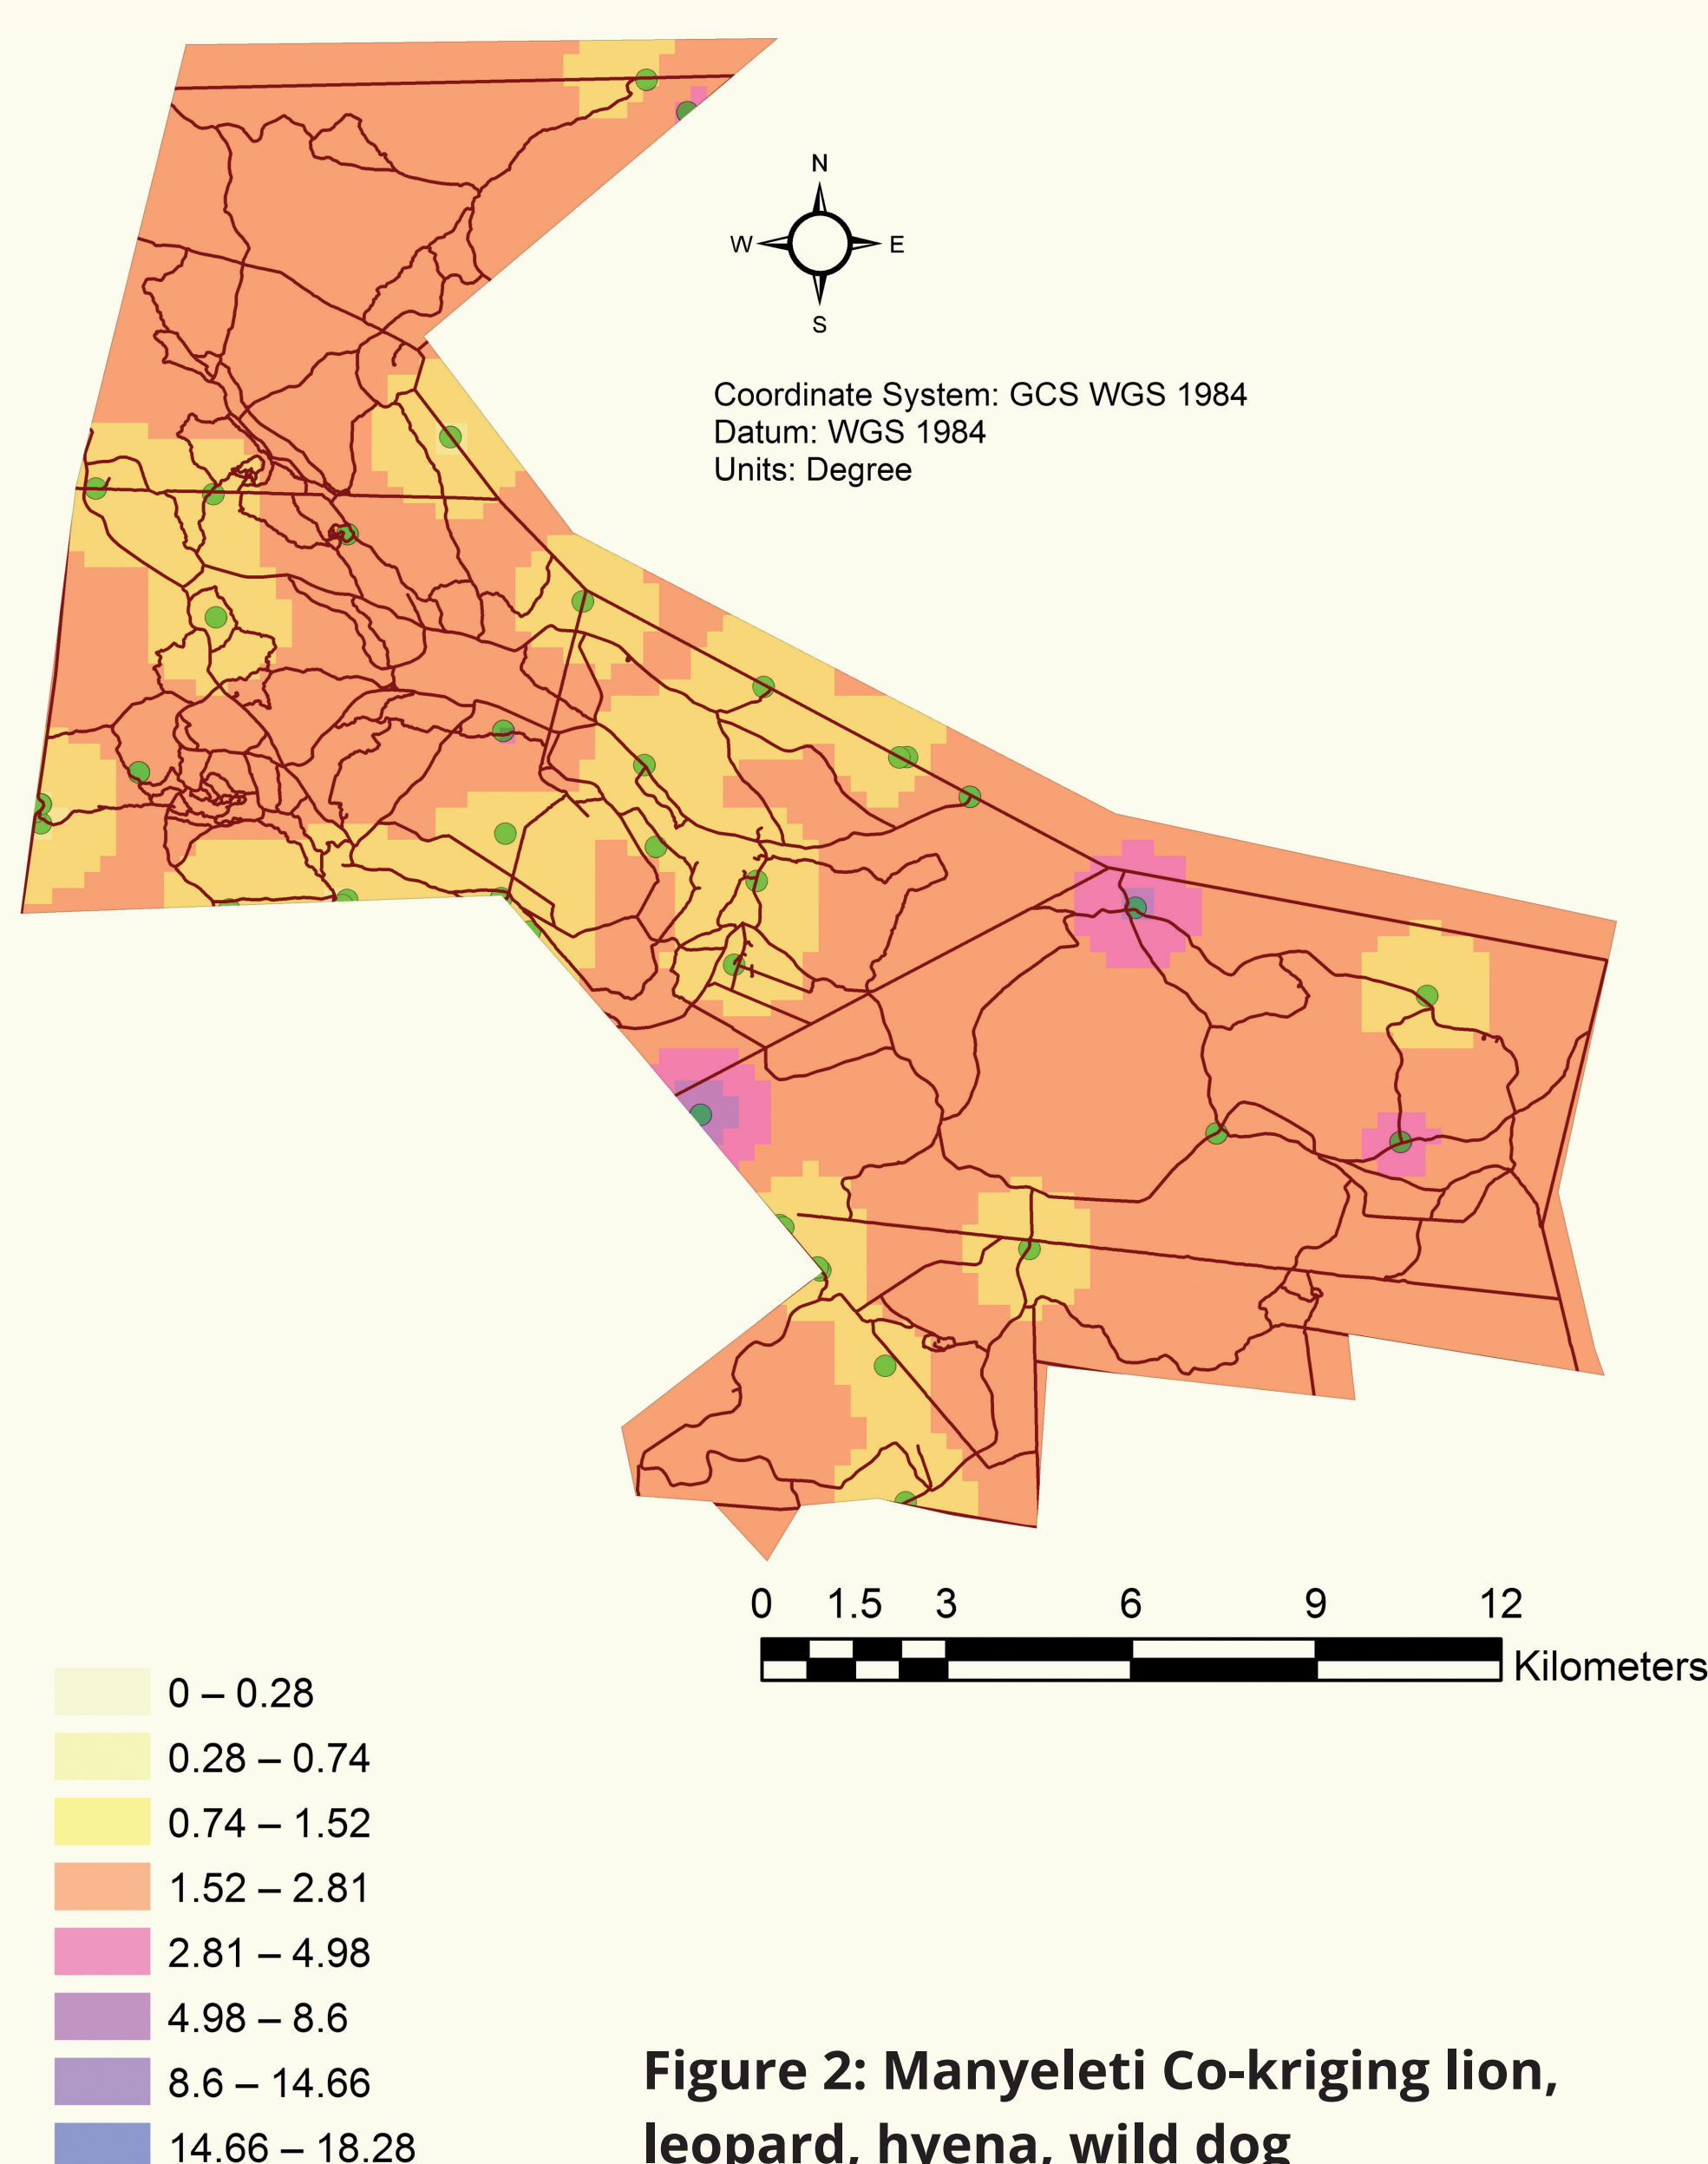 N
W E
S
Coordinate System: GCS WGS 1984
Datum: WGS 1984
Units: Degree
0 1.5 3 6 9 12
Kilometers
0 – 0.28
0.28 – 0.74
0.74 – 1.52
1.52 – 2.81
2.81 – 4.98
4.98 – 8.6
8.6 – 14.66
14.66 – 18.28
Figure 2: Manyeleti Co-kriging lion,
leopard, hyena, wild dog